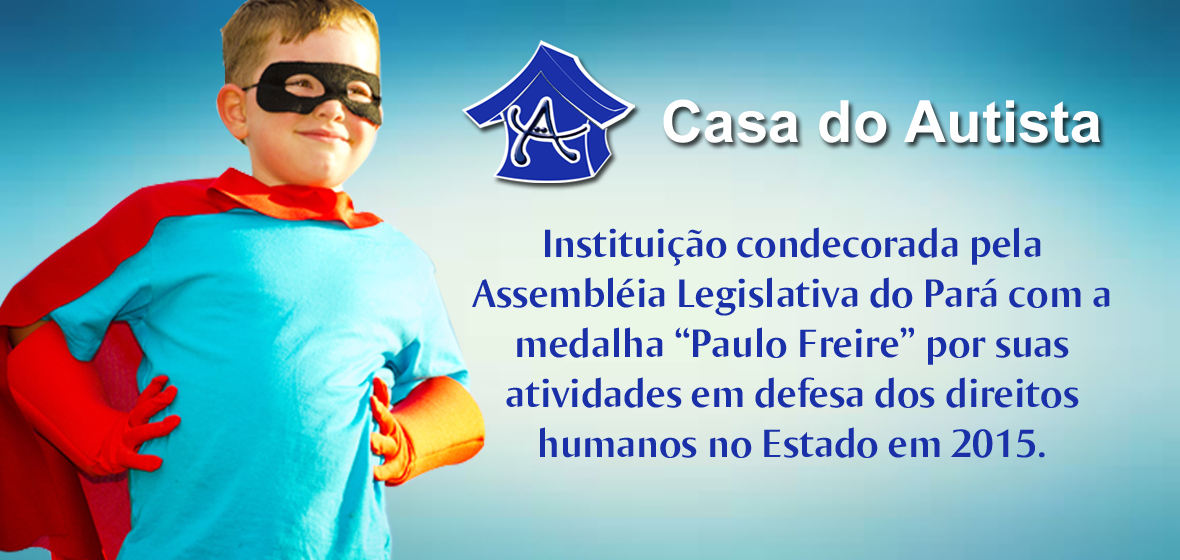 Casa do Autista
Instituição condecorada pela
Assembléia Legislativa do Pará com a
medalha “Paulo Freire” por suas
atividades em defesa dos direitos
humanos no Estado em 2015.